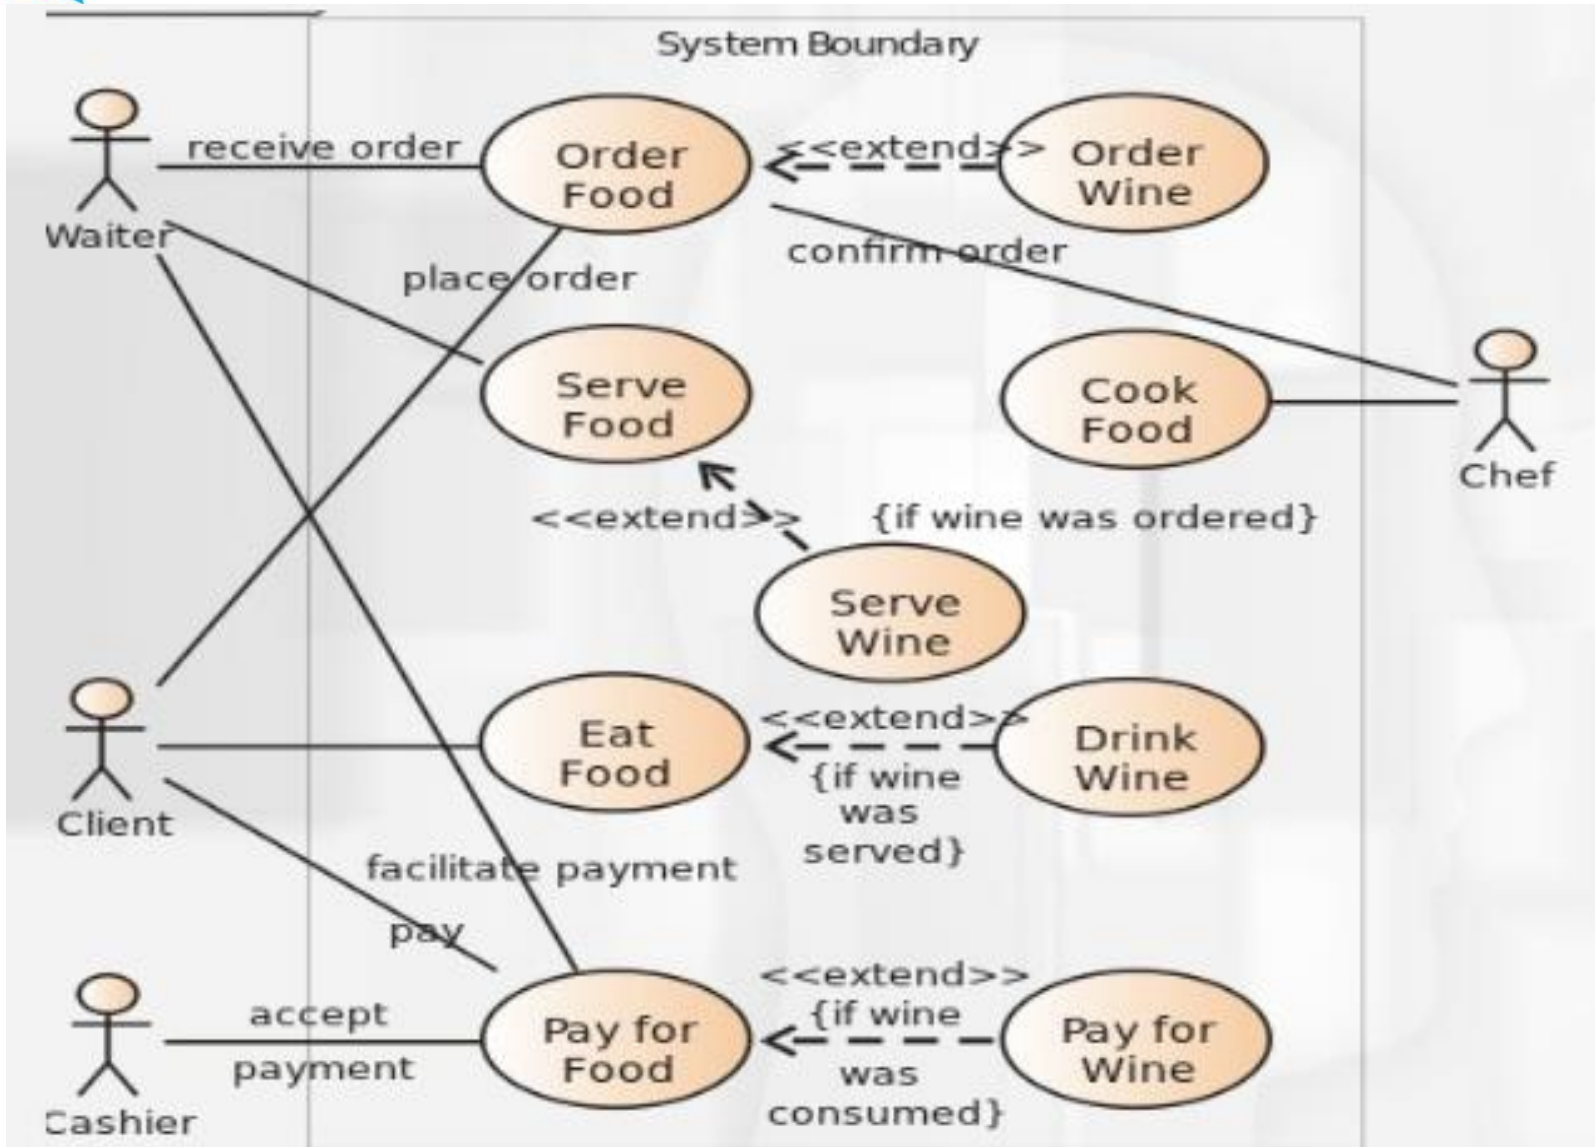 System Boundary
receive order
Order
Food
<<extend>>
Order
Wine
Waiter
confirm order
place order
Serve
Food
Cook
Food
Chef
<<extend>>
{if wine was ordered}
Serve
Wine
Eat
Food
<<extend>>
{if wine
was
served}
Drink
Wine
Client
facilitate payment
pay
accept
payment
Pay for
Food
<<extend>>
{if wine
was
consumed}
Pay for
Wine
Cashier